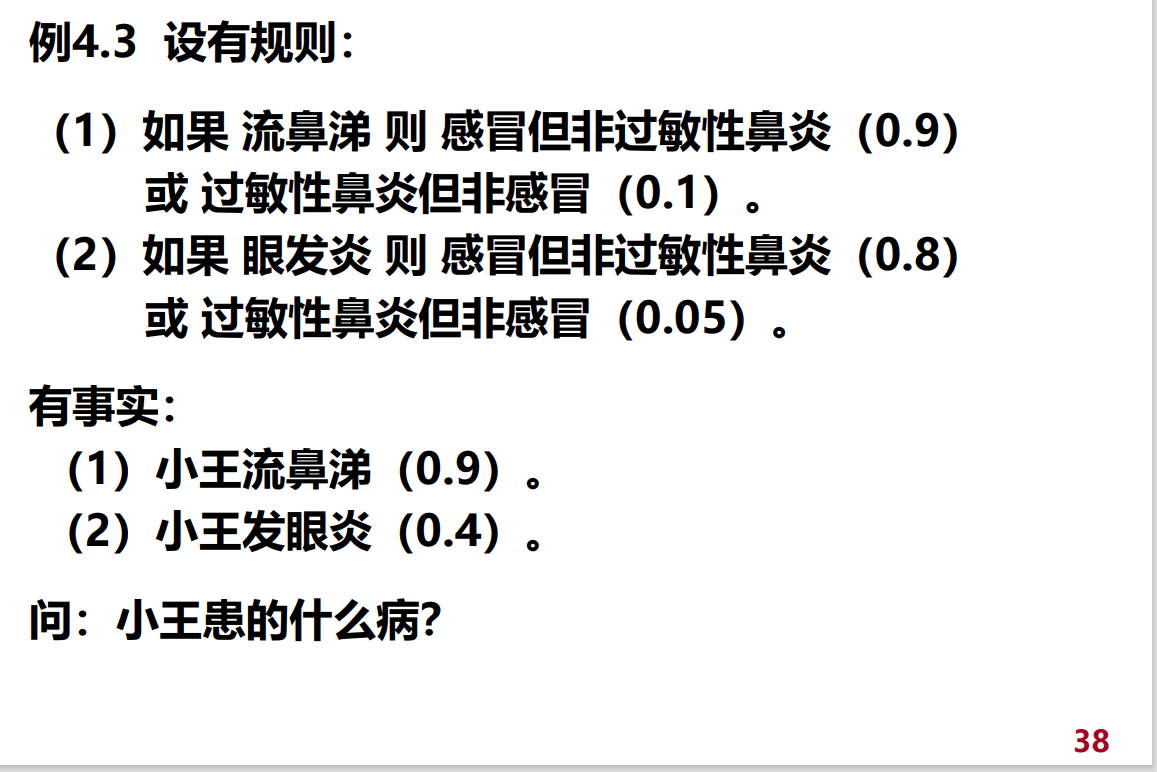 例4.3 设有规则：
（1）如果 流鼻涕 则 感冒但非过敏性鼻炎（0.9）
或 过敏性鼻炎但非感冒（0.1）。
（2）如果 眼发炎 则 感冒但非过敏性鼻炎（0.8）
或 过敏性鼻炎但非感冒（0.05）。
有事实：
（1）小王流鼻涕（0.9）。
（2）小王发眼炎（0.4）。
问：小王患的什么病？
38